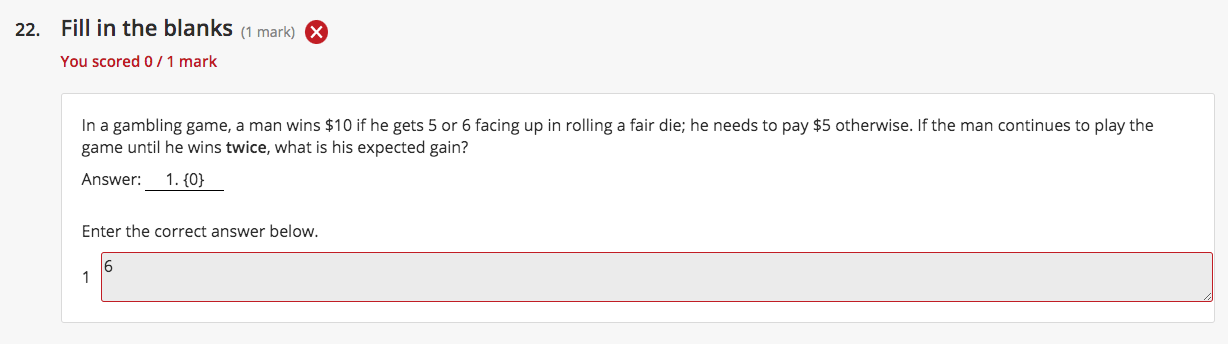 22. Fill in the blanks (1 mark)
You scored 0 / 1 mark
In a gambling game, a man wins $10 if he gets 5 or 6 facing up in rolling a fair die; he needs to pay $5 otherwise. If the man continues to play the
game until he wins twice, what is his expected gain?
Answer: 1. {0}
Enter the correct answer below.
1 6